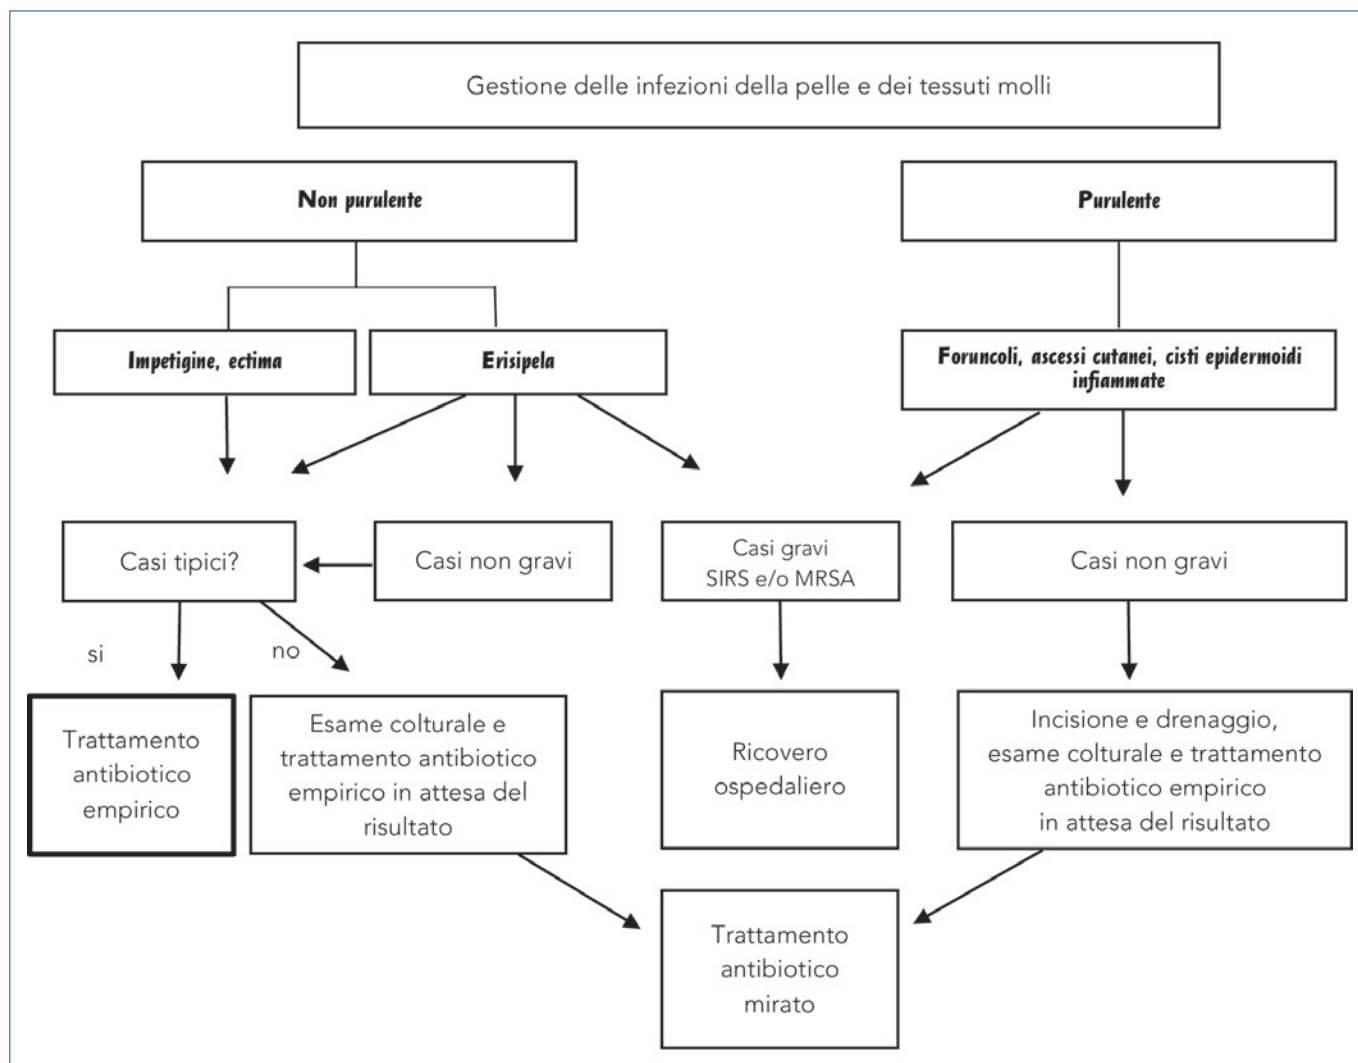 Gestione delle infezioni della pelle e dei tessuti molli
Non purulente
Purulente
Impetigine, ectima
Erisipela
Foruncoli, ascessi cutanei, cisti epidermoidi
infiammate
Casi tipici?
Casi non gravi
Casi gravi
SIRS e/o MRSA
Casi non gravi
si
no
Trattamento
antibiotico
empirico
Esame colturale e
trattamento antibiotico
empirico in attesa del
risultato
Ricovero
ospedaliero
Incisione e drenaggio,
esame colturale e trattamento
antibiotico empirico
in attesa del risultato
Trattamento
antibiotico
mirato